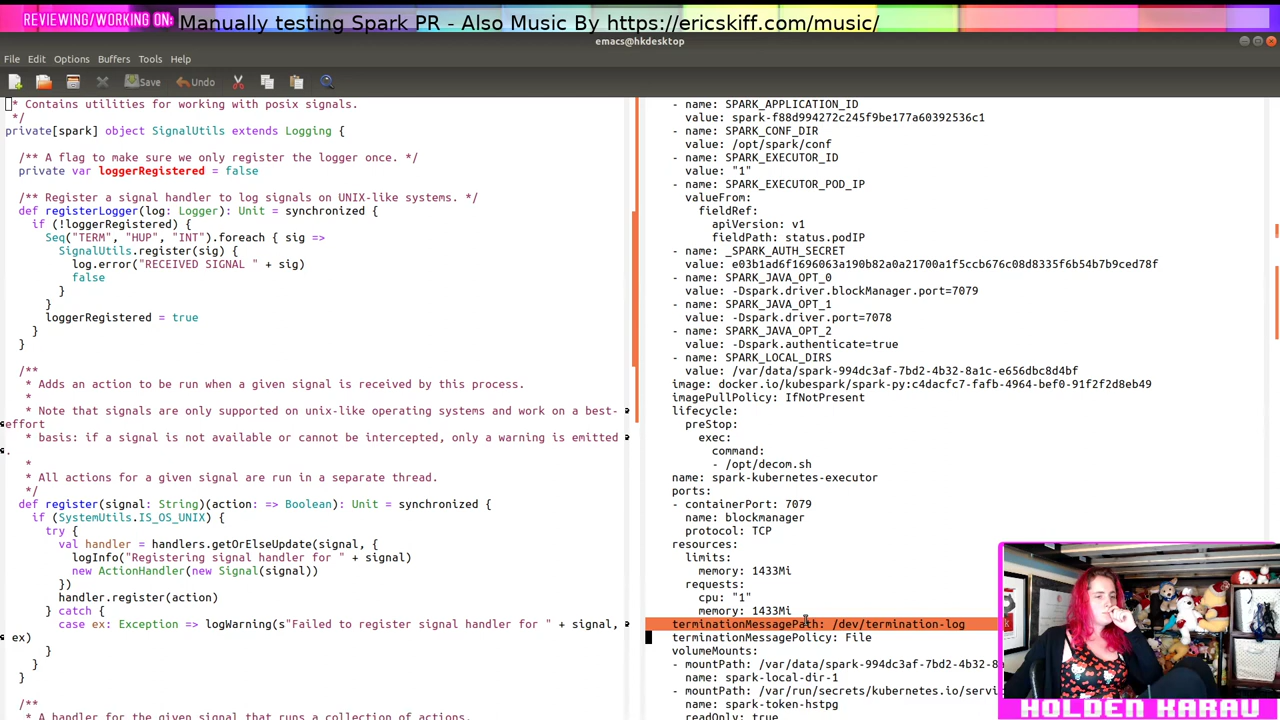 REVIEWING/WORKING ON:
Manually testing Spark PR - Also Music By https://ericskiff.com/music/
emacs@hkdesktop
File Edit Options Buffers Tools Help
Save Undo
* Contains utilities for working with posix signals.
*/
private[spark] object SignalUtils extends Logging {
/** A flag to make sure we only register the logger once. */
private var loggerRegistered = false
/** Register a signal handler to log signals on UNIX-like systems. */
def registerLogger(log: Logger): Unit = synchronized {
if (!loggerRegistered) {
Seq("TERM", "HUP", "INT").foreach { sig =>
SignalUtils.register(sig) {
log.error("RECEIVED SIGNAL " + sig)
false
}
}
loggerRegistered = true
}
}
/**
* Adds an action to be run when a given signal is received by this process.
*
* Note that signals are only supported on unix-like operating systems and work on a best-
effort
* basis: if a signal is not available or cannot be intercepted, only a warning is emitted
.
*
* All actions for a given signal are run in a separate thread.
*/
def register(signal: String)(action: => Boolean): Unit = synchronized {
if (SystemUtils.IS_OS_UNIX) {
try {
val handler = handlers.getOrElseUpdate(signal, {
logInfo("Registering signal handler for " + signal)
new ActionHandler(new Signal(signal))
})
handler.register(action)
} catch {
case ex: Exception => logWarning(s"Failed to register signal handler for " + signal,
ex)
}
}
}
/**
* A handler for the given signal that runs a collection of actions.
- name: SPARK_APPLICATION_ID
value: spark-f88d994272c245f9be177a60392536c1
- name: SPARK_CONF_DIR
value: /opt/spark/conf
- name: SPARK_EXECUTOR_ID
value: "1"
- name: SPARK_EXECUTOR_POD_IP
valueFrom:
fieldRef:
apiVersion: v1
fieldPath: status.podIP
- name: _SPARK_AUTH_SECRET
value: e03b1ad6f1696063a190b82a0a21700a1f5ccb676c08d8335f6b54b7b9ced78f
- name: SPARK_JAVA_OPT_0
value: -Dspark.driver.blockManager.port=7079
- name: SPARK_JAVA_OPT_1
value: -Dspark.driver.port=7078
- name: SPARK_JAVA_OPT_2
value: -Dspark.authenticate=true
- name: SPARK_LOCAL_DIRS
value: /var/data/spark-994dc3af-7bd2-4b32-8a1c-e656dbc8d4bf
image: docker.io/kubespark/spark-py:c4dacfc7-fafb-4964-bef0-91f2f2d8eb49
imagePullPolicy: IfNotPresent
lifecycle:
preStop:
exec:
command:
- /opt/decom.sh
name: spark-kubernetes-executor
ports:
- containerPort: 7079
name: blockmanager
protocol: TCP
resources:
limits:
memory: 1433Mi
requests:
cpu: "1"
memory: 1433Mi
terminationMessagePath: /dev/termination-log
terminationMessagePolicy: File
volumeMounts:
- mountPath: /var/data/spark-994dc3af-7bd2-4b32-8
name: spark-local-dir-1
- mountPath: /var/run/secrets/kubernetes.io/servi
name: spark-token-hstpg
readOnly: true
HOLDEN KARAU